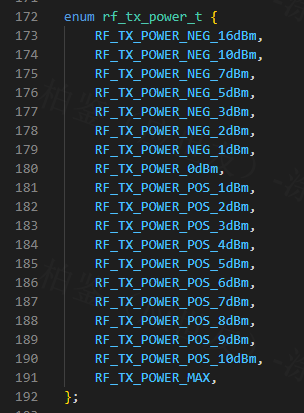 172 enum rf_tx_power_t {
173 RF_TX_POWER_NEG_16dBm,
174 RF_TX_POWER_NEG_10dBm,
175 RF_TX_POWER_NEG_7dBm,
176 RF_TX_POWER_NEG_5dBm,
177 RF_TX_POWER_NEG_3dBm,
178 RF_TX_POWER_NEG_2dBm,
179 RF_TX_POWER_NEG_1dBm,
180 RF_TX_POWER_0dBm,
181 RF_TX_POWER_POS_1dBm,
182 RF_TX_POWER_POS_2dBm,
183 RF_TX_POWER_POS_3dBm,
184 RF_TX_POWER_POS_4dBm,
185 RF_TX_POWER_POS_5dBm,
186 RF_TX_POWER_POS_6dBm,
187 RF_TX_POWER_POS_7dBm,
188 RF_TX_POWER_POS_8dBm,
189 RF_TX_POWER_POS_9dBm,
190 RF_TX_POWER_POS_10dBm,
191 RF_TX_POWER_MAX,
192 };